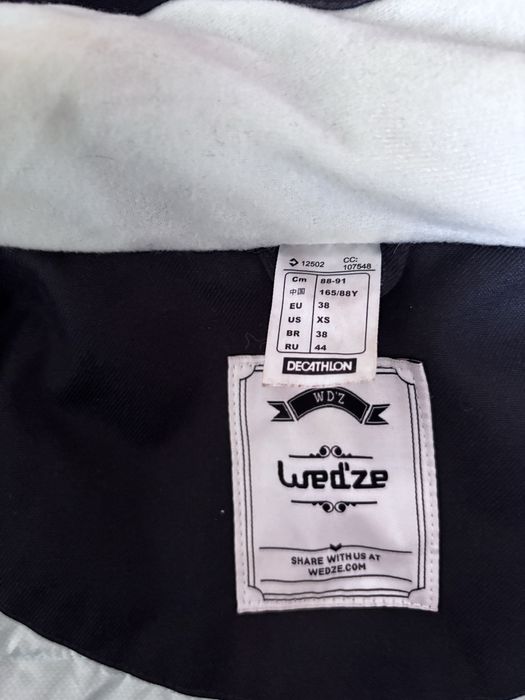 12502 CC: 107548
Cm 88-91
中国 165/88Y
EU 38
US XS
BR 38
RU 44
DECATHLON
WD'Z
Wed'ze
SHARE WITH US AT
WEDZE.COM